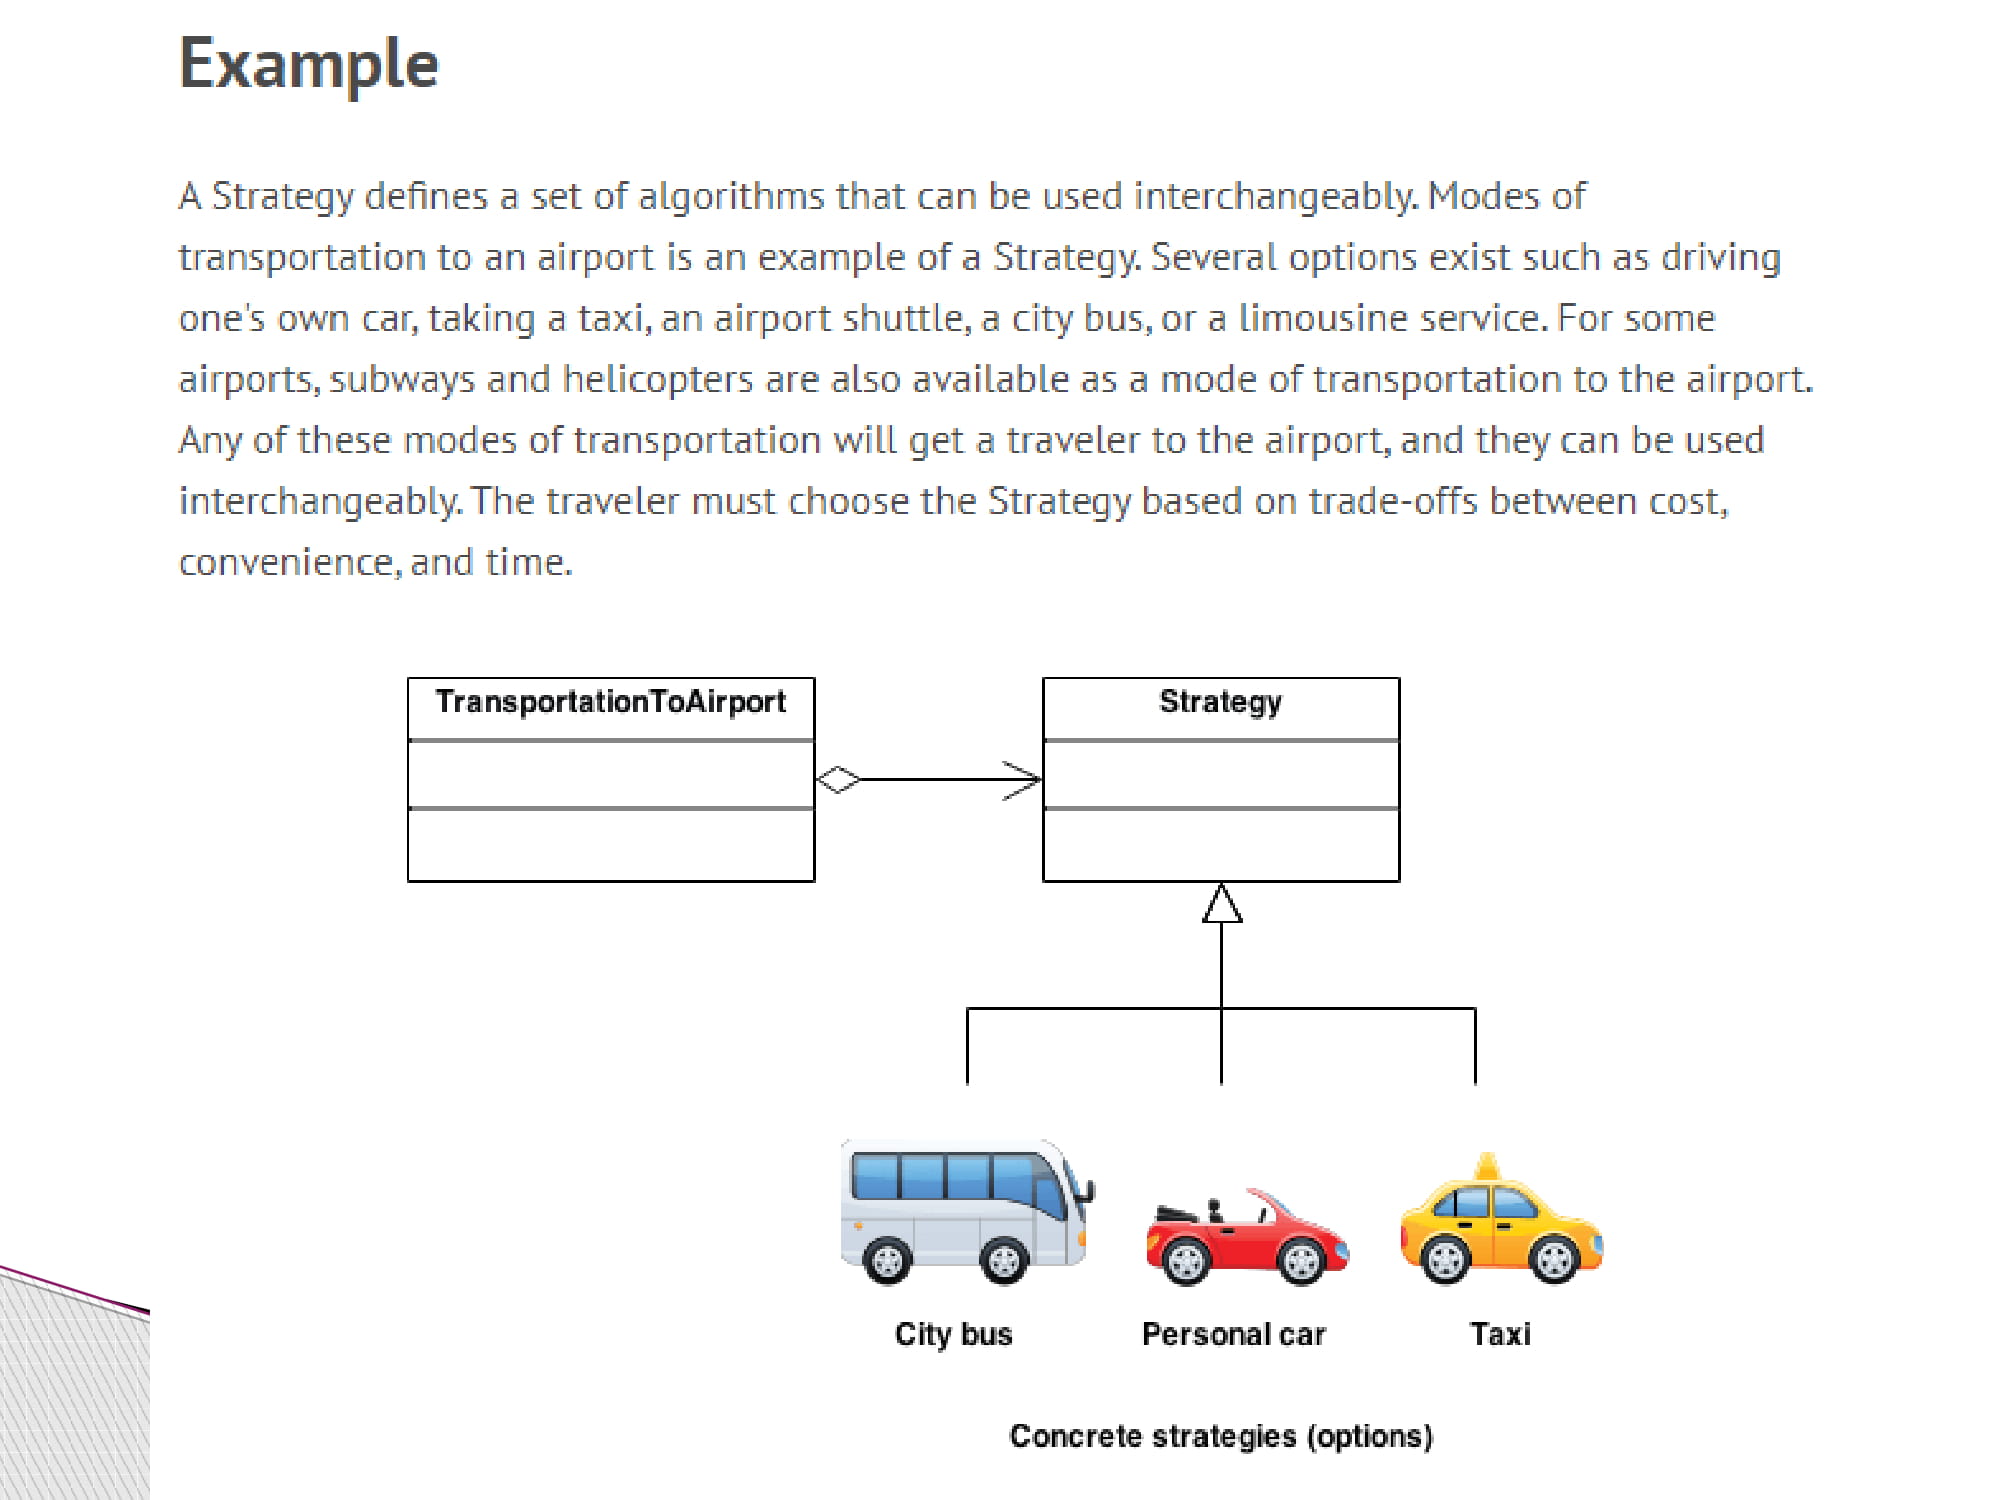 Example
A Strategy defines a set of algorithms that can be used interchangeably. Modes of
transportation to an airport is an example of a Strategy. Several options exist such as driving
one's own car, taking a taxi, an airport shuttle, a city bus, or a limousine service. For some
airports, subways and helicopters are also available as a mode of transportation to the airport.
Any of these modes of transportation will get a traveler to the airport, and they can be used
interchangeably. The traveler must choose the Strategy based on trade-offs between cost,
convenience, and time.
TransportationToAirport
Strategy
City bus
Personal car
Taxi
Concrete strategies (options)